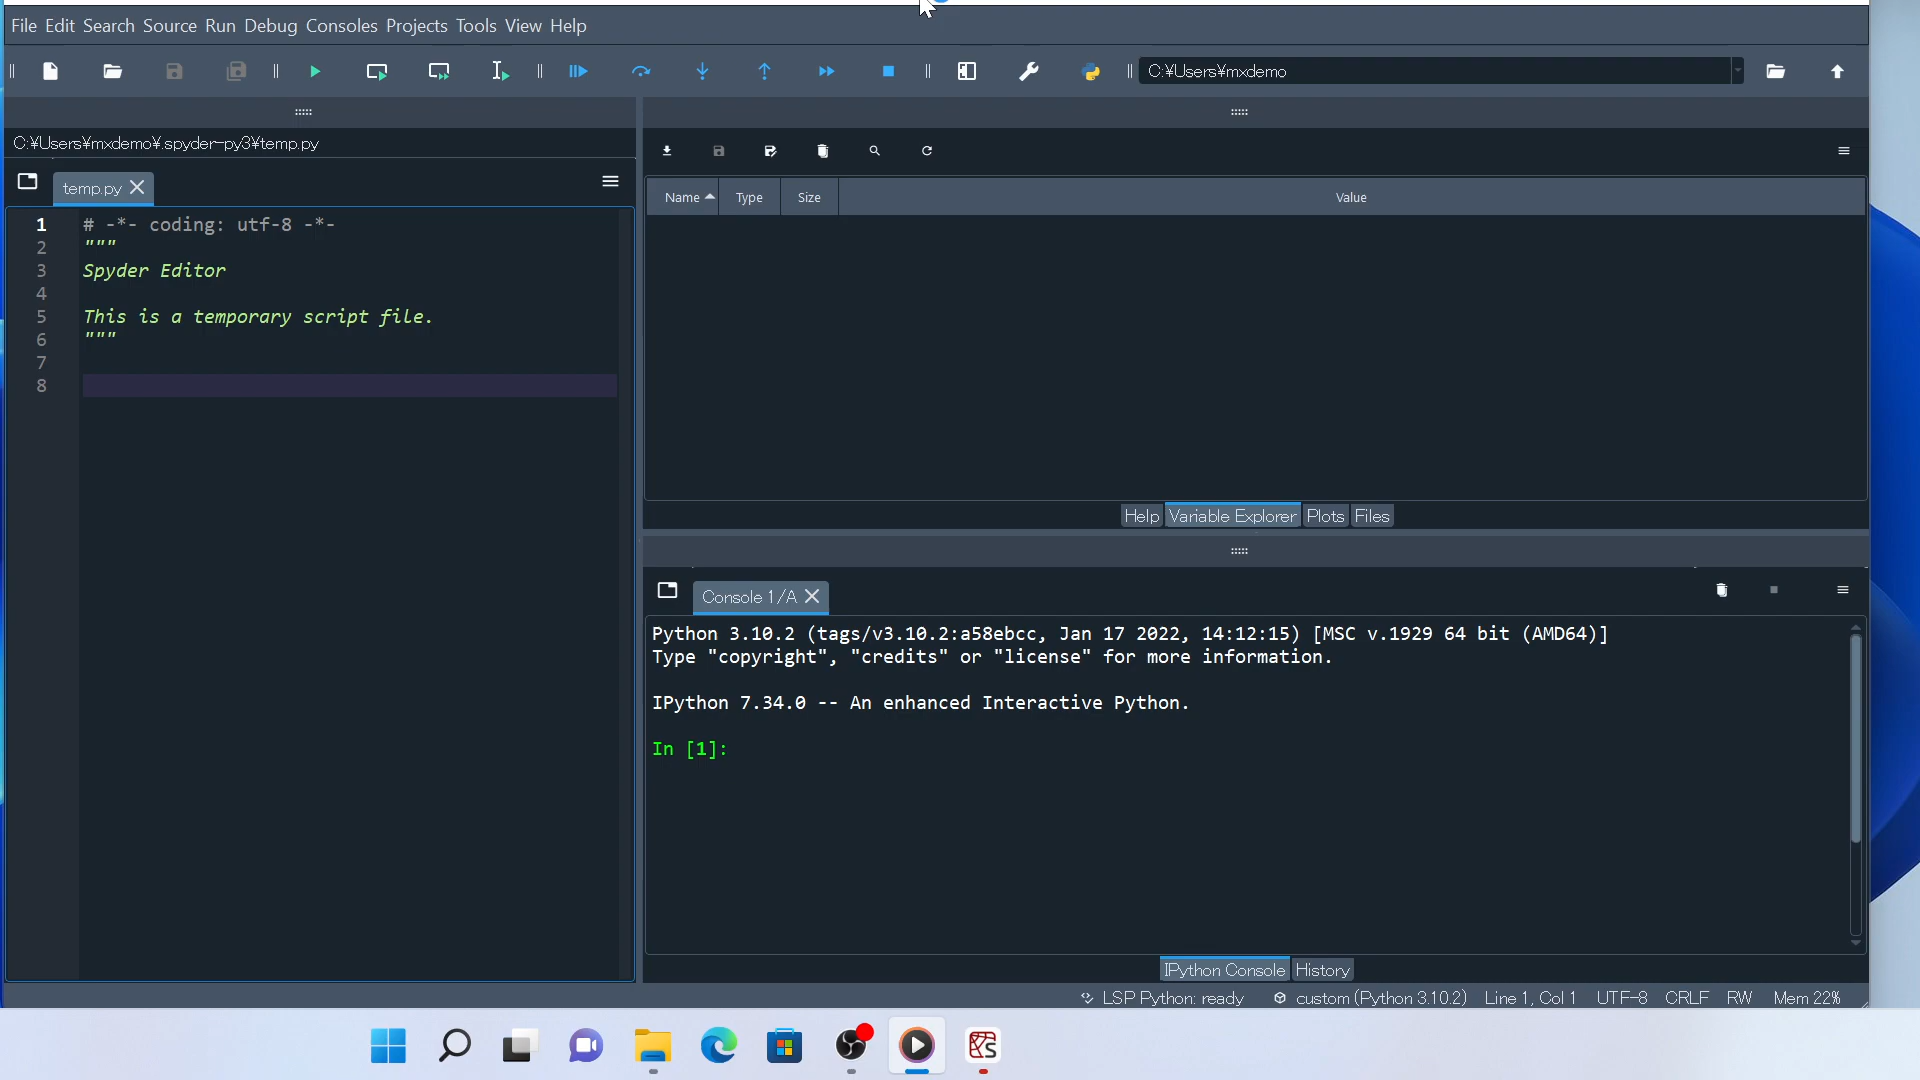 File Edit Search Source Run Debug Consoles Projects Tools View Help
C:¥Users¥mxdemo
C:¥Users¥mxdemo¥.spyder-py3¥temp.py
temp.py
1 # -*- coding: utf-8 -*-
2 """
3 Spyder Editor
4
5 This is a temporary script file.
6 """
7
8
Name Type Size Value
Help Variable Explorer Plots Files
Console 1/A
Python 3.10.2 (tags/v3.10.2:a58ebcc, Jan 17 2022, 14:12:15) [MSC v.1929 64 bit (AMD64)]
Type "copyright", "credits" or "license" for more information.
IPython 7.34.0 -- An enhanced Interactive Python.
In [1]:
IPython Console History
LSP Python: ready custom (Python 3.10.2) Line 1, Col 1 UTF-8 CRLF RW Mem 22%